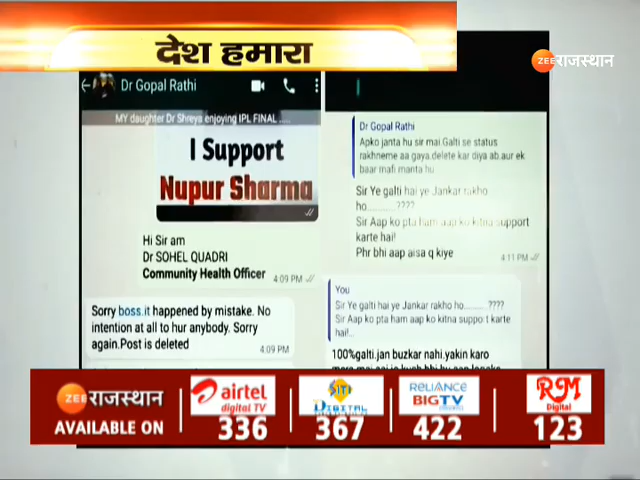 देश हमारा
ZEE राजस्थान
Dr Gopal Rathi
MY daughter Dr Shreya enjoying IPL FINAL .....
I Support
Nupur Sharma
Hi Sir am
Dr SOHEL QUADRI
Community Health Officer
4:09 PM
Sorry boss.it happened by mistake. No
intention at all to hur anybody. Sorry
again.Post is deleted
4:09 PM
Dr Gopal Rathi
Apko janta hu sir mai.Galti se status
rakhneme aa gaya.delete kar diya ab.aur ek
baar mafi manta hu
Sir Ye galti hai ye Jankar rakho
ho.........????
Sir Aap ko pta ham aap ko kitna support
karte hai!
Phr bhi aap aisa q kiye
4:11 PM
You
Sir Ye galti hai ye Jankar rakho ho......... ????
Sir Aap ko pta ham aap ko kitna support karte
hai!..
100%galti.jan buzkar nahi.yakin karo
ZEE राजस्थान
AVAILABLE ON
airtel
digital TV
336
SITI
DIGITAL
367
RELIANCE
BIGTV
422
RM
Digital
123